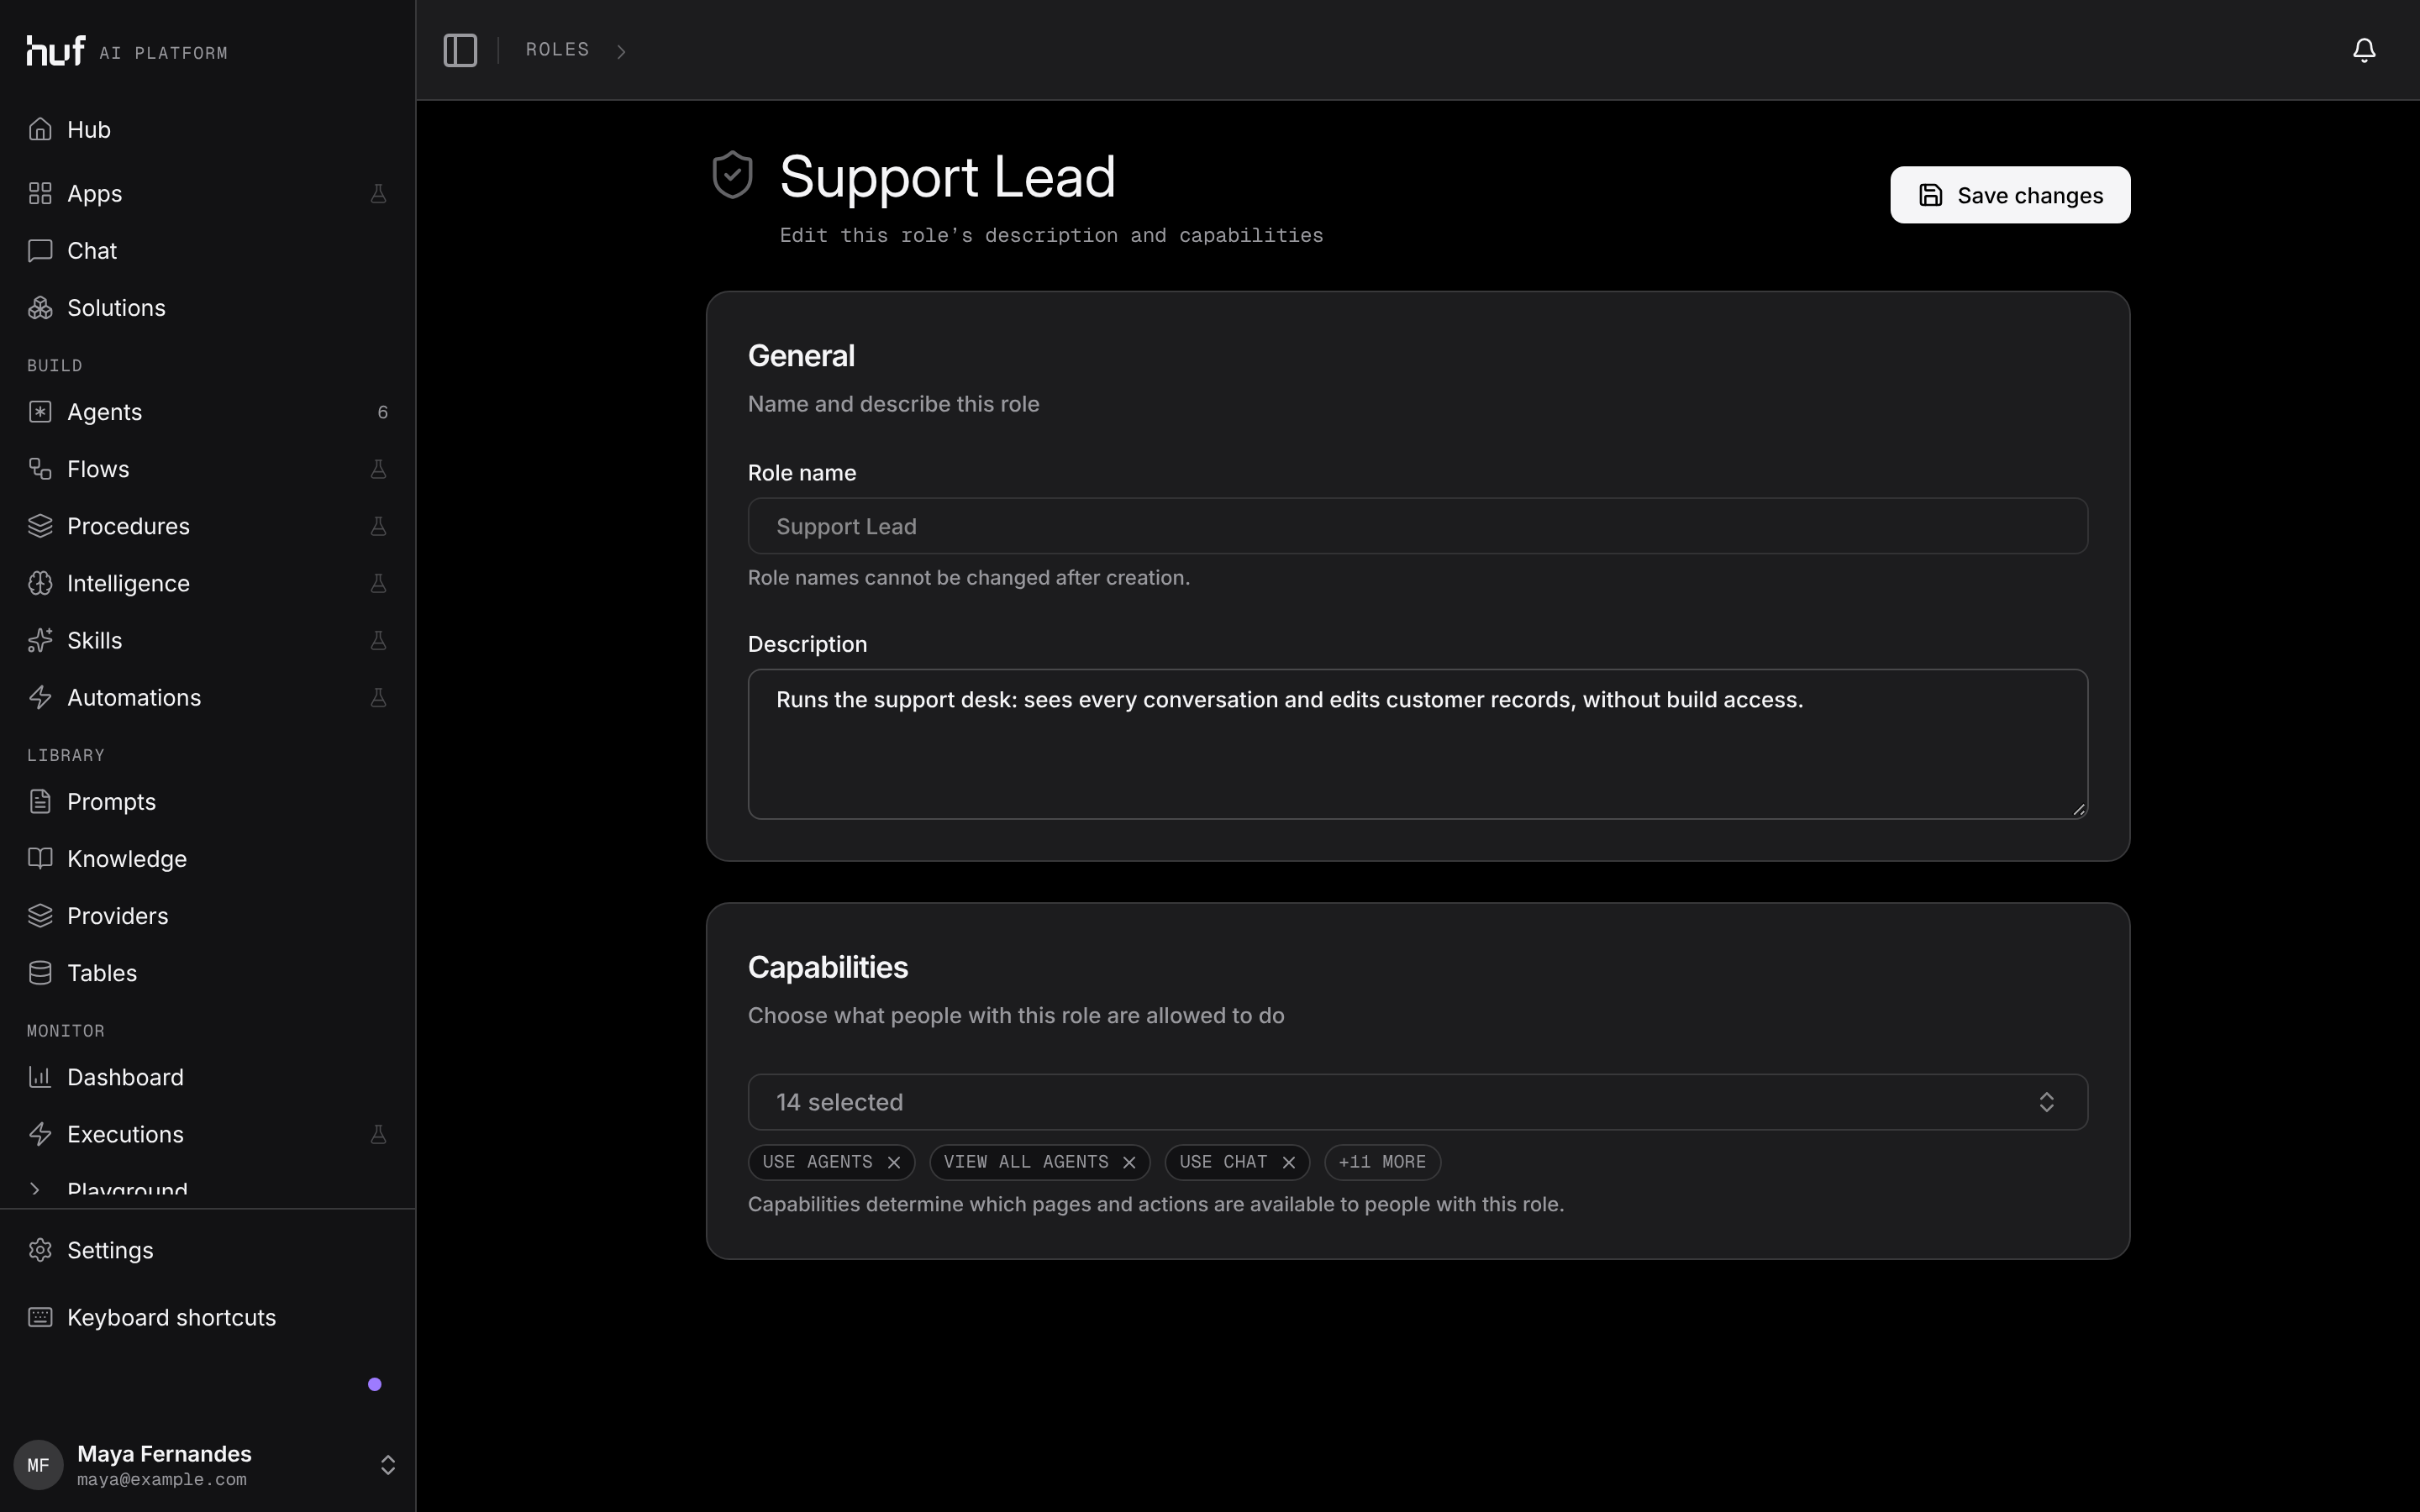 huf AI PLATFORM
Hub
Apps
Chat
Solutions
BUILD
Agents 6
Flows
Procedures
Intelligence
Skills
Automations
LIBRARY
Prompts
Knowledge
Providers
Tables
MONITOR
Dashboard
Executions
Playground
Settings
Keyboard shortcuts
MF
Maya Fernandes
maya@example.com
ROLES
Support Lead
Edit this role’s description and capabilities
Save changes
General
Name and describe this role
Role name
Support Lead
Role names cannot be changed after creation.
Description
Runs the support desk: sees every conversation and edits customer records, without build access.
Capabilities
Choose what people with this role are allowed to do
14 selected
USE AGENTS VIEW ALL AGENTS USE CHAT +11 MORE
Capabilities determine which pages and actions are available to people with this role.